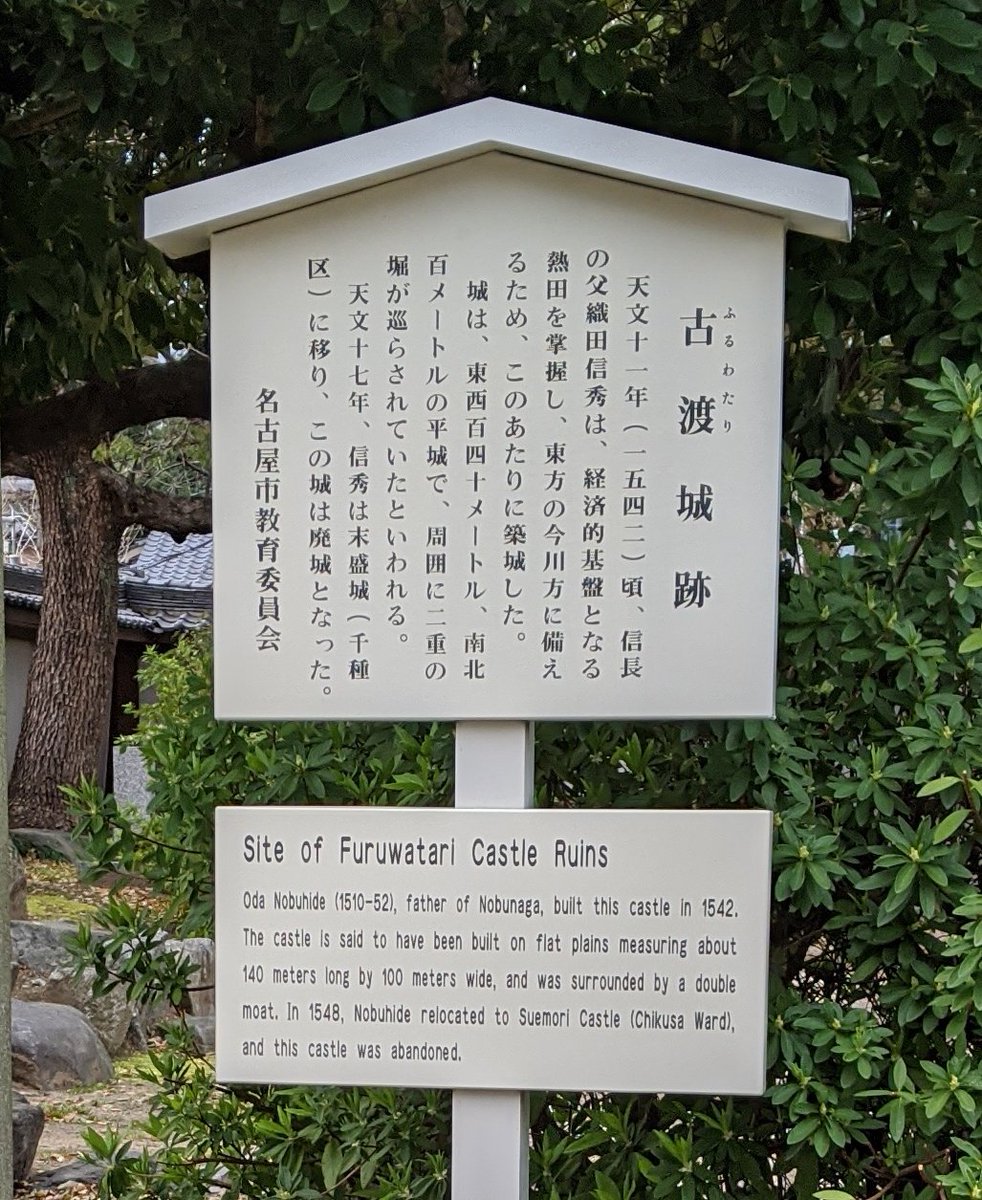 古渡城跡
ふるわたり
天文十一年(一五四二)頃、信長
の父織田信秀は、経済的基盤となる
熱田を掌握し、東方の今川方に備え
るため、このあたりに築城した。
城は、東西百四十メートル、南北
百メートルの平城で、周囲に二重の
堀が巡らされていたといわれる。
天文十七年、信秀は末盛城(千種
区)に移り、この城は廃城となった。
名古屋市教育委員会
Site of Furuwatari Castle Ruins
Oda Nobuhide (1510-52), father of Nobunaga, built this castle in 1542.
The castle is said to have been built on flat plains measuring about
140 meters long by 100 meters wide, and was surrounded by a double
moat. In 1548, Nobuhide relocated to Suemori Castle (Chikusa Ward),
and this castle was abandoned.